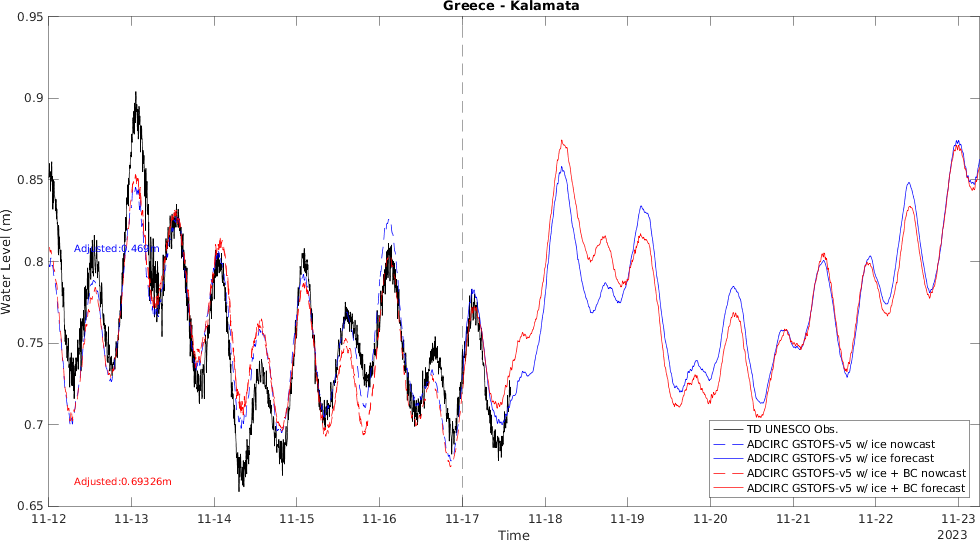 Greece - Kalamata
0.95
0.9
0.85
0.8
0.75
0.7
0.65
Water Level (m)
Adjusted:0.469m
Adjusted:0.69326m
TD UNESCO Obs.
ADCIRC GSTOFS-v5 w/ ice nowcast
ADCIRC GSTOFS-v5 w/ ice forecast
ADCIRC GSTOFS-v5 w/ ice + BC nowcast
ADCIRC GSTOFS-v5 w/ ice + BC forecast
11-12 11-13 11-14 11-15 11-16 11-17 11-18 11-19 11-20 11-21 11-22 11-23
Time
2023